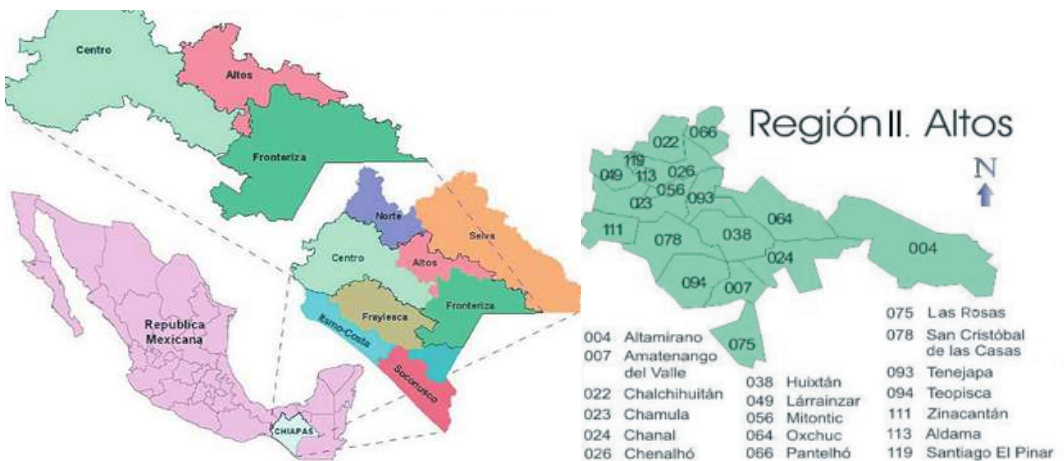 Centro
Altos
Fronteriza
Norte
Selva
Centro
Altos
Fronteriza
Fraylesca
Itsmo-Costa
Soconusco
Republica
Mexicana
CHIAPAS
Región II. Altos
N
022
066
119
049
113
026
056
023
093
111
078
038
064
024
004
094
007
075
004 Altamirano
007 Amatenango
del Valle
022 Chalchihuitán
023 Chamula
024 Chanal
026 Chenalhó
038 Huixtán
049 Lárrainzar
056 Mitontic
064 Oxchuc
066 Pantelhó
075 Las Rosas
078 San Cristóbal
de las Casas
093 Tenejapa
094 Teopisca
111 Zinacantán
113 Aldama
119 Santiago El Pinar